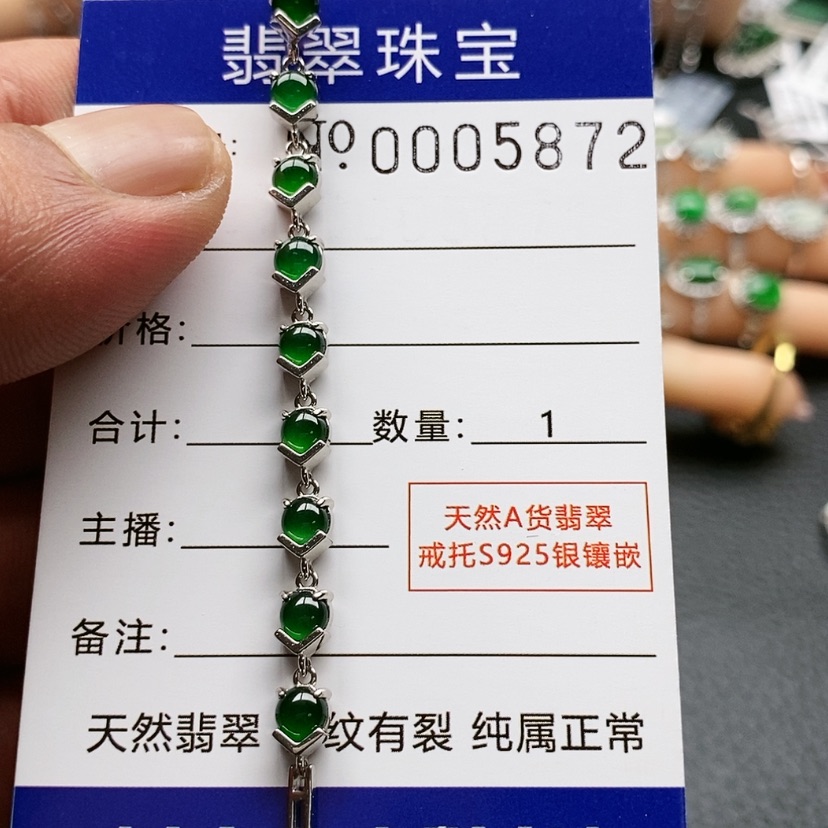 翡翠珠宝
№ 0005872
价格:
合计: 数量: 1
主播:
天然A货翡翠
戒托S925银镶嵌
备注:
天然翡翠 纹有裂 纯属正常